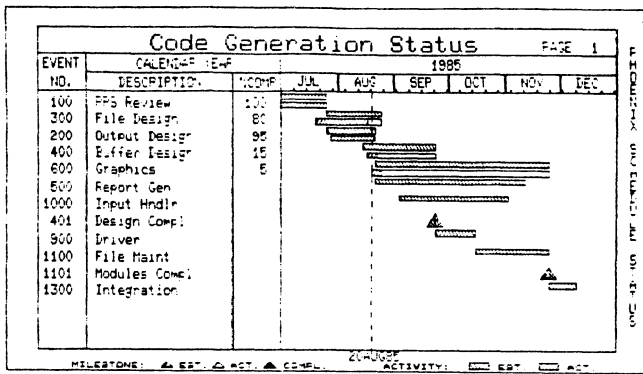 Code Generation Status PAGE 1
EVENT NO. CALENDAR YEAR 1985
DESCRIPTION %COMP JUL AUG SEP OCT NOV DEC
100 PPS Review 100
300 File Design 80
200 Output Design 95
400 Buffer Design 15
600 Graphics 5
500 Report Gen
1000 Input Hndlr
401 Design Compl
900 Driver
1100 File Maint
1101 Modules Compl
1300 Integration
20AUG85
MILESTONE: EST. ACT. COMPL. ACTIVITY: EST ACT
PHOENIX STATUS